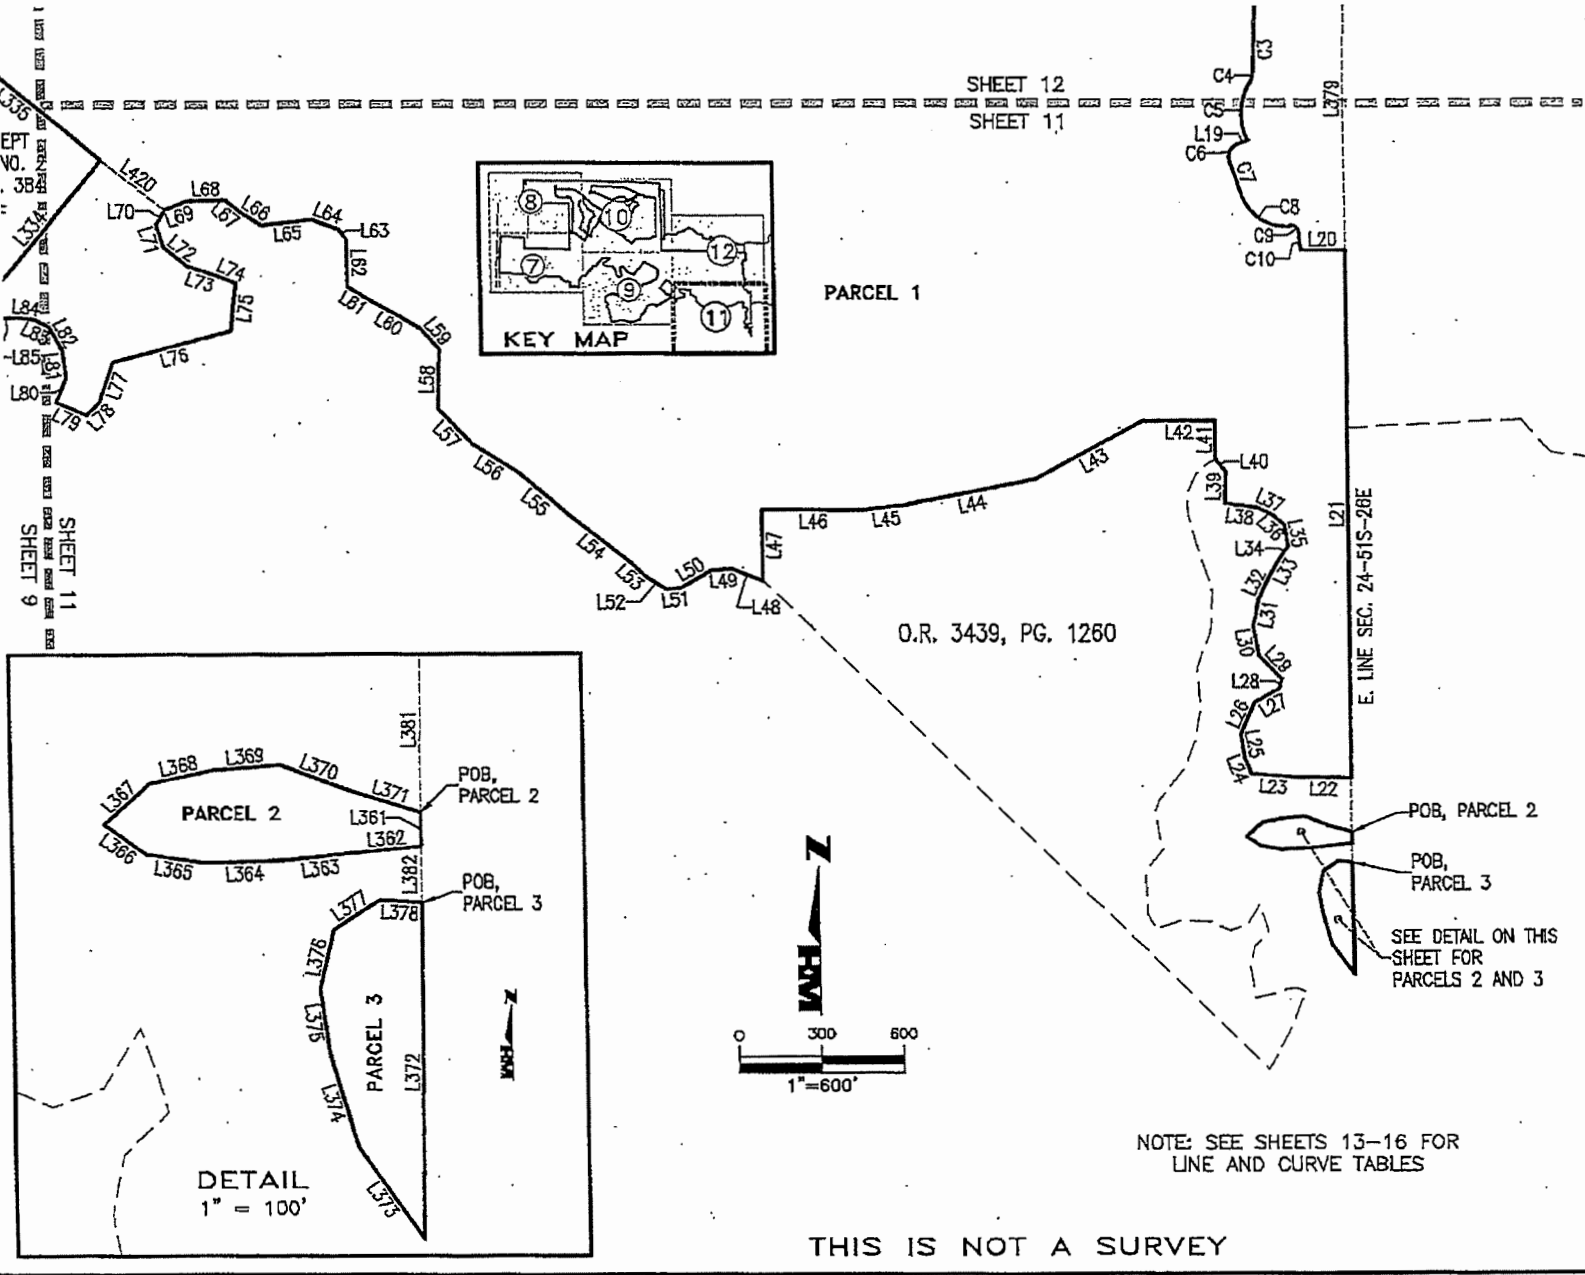 C3
C4
SHEET 12
SHEET 11
C5
L19
C6
C7
C8
C9
C10
L20
L379
L335
EPT
NO.
. 3B4
L334
L420
L68
L70
L69
L67
L66
L65
L64
L63
L71
L72
L73
L74
L75
L62
L61
L60
L59
L84
L83
L82
L85
L81
L80
L79
L78
L77
L76
L58
L57
L56
L55
L54
L53
L52
L51
L50
L49
L48
L47
L46
L45
L44
L43
L42
L41
L40
L39
L38
L37
L36
L35
L34
L33
L32
L31
L30
L29
L28
L27
L26
L25
L24
L23
L22
L21
E. LINE SEC. 24-51S-26E
8
10
12
7
9
11
KEY MAP
PARCEL 1
SHEET 11
SHEET 9
O.R. 3439, PG. 1260
L381
L367
L368
L369
L370
L371
POB,
PARCEL 2
PARCEL 2
L361
L362
L366
L365
L364
L363
L382
POB,
PARCEL 3
L377
L378
L376
L375
PARCEL 3
L372
L374
L373
N
HM
DETAIL
1" = 100'
N
HM
0 300 600
1"=600'
POB, PARCEL 2
POB,
PARCEL 3
SEE DETAIL ON THIS
SHEET FOR
PARCELS 2 AND 3
NOTE: SEE SHEETS 13-16 FOR
LINE AND CURVE TABLES
THIS IS NOT A SURVEY